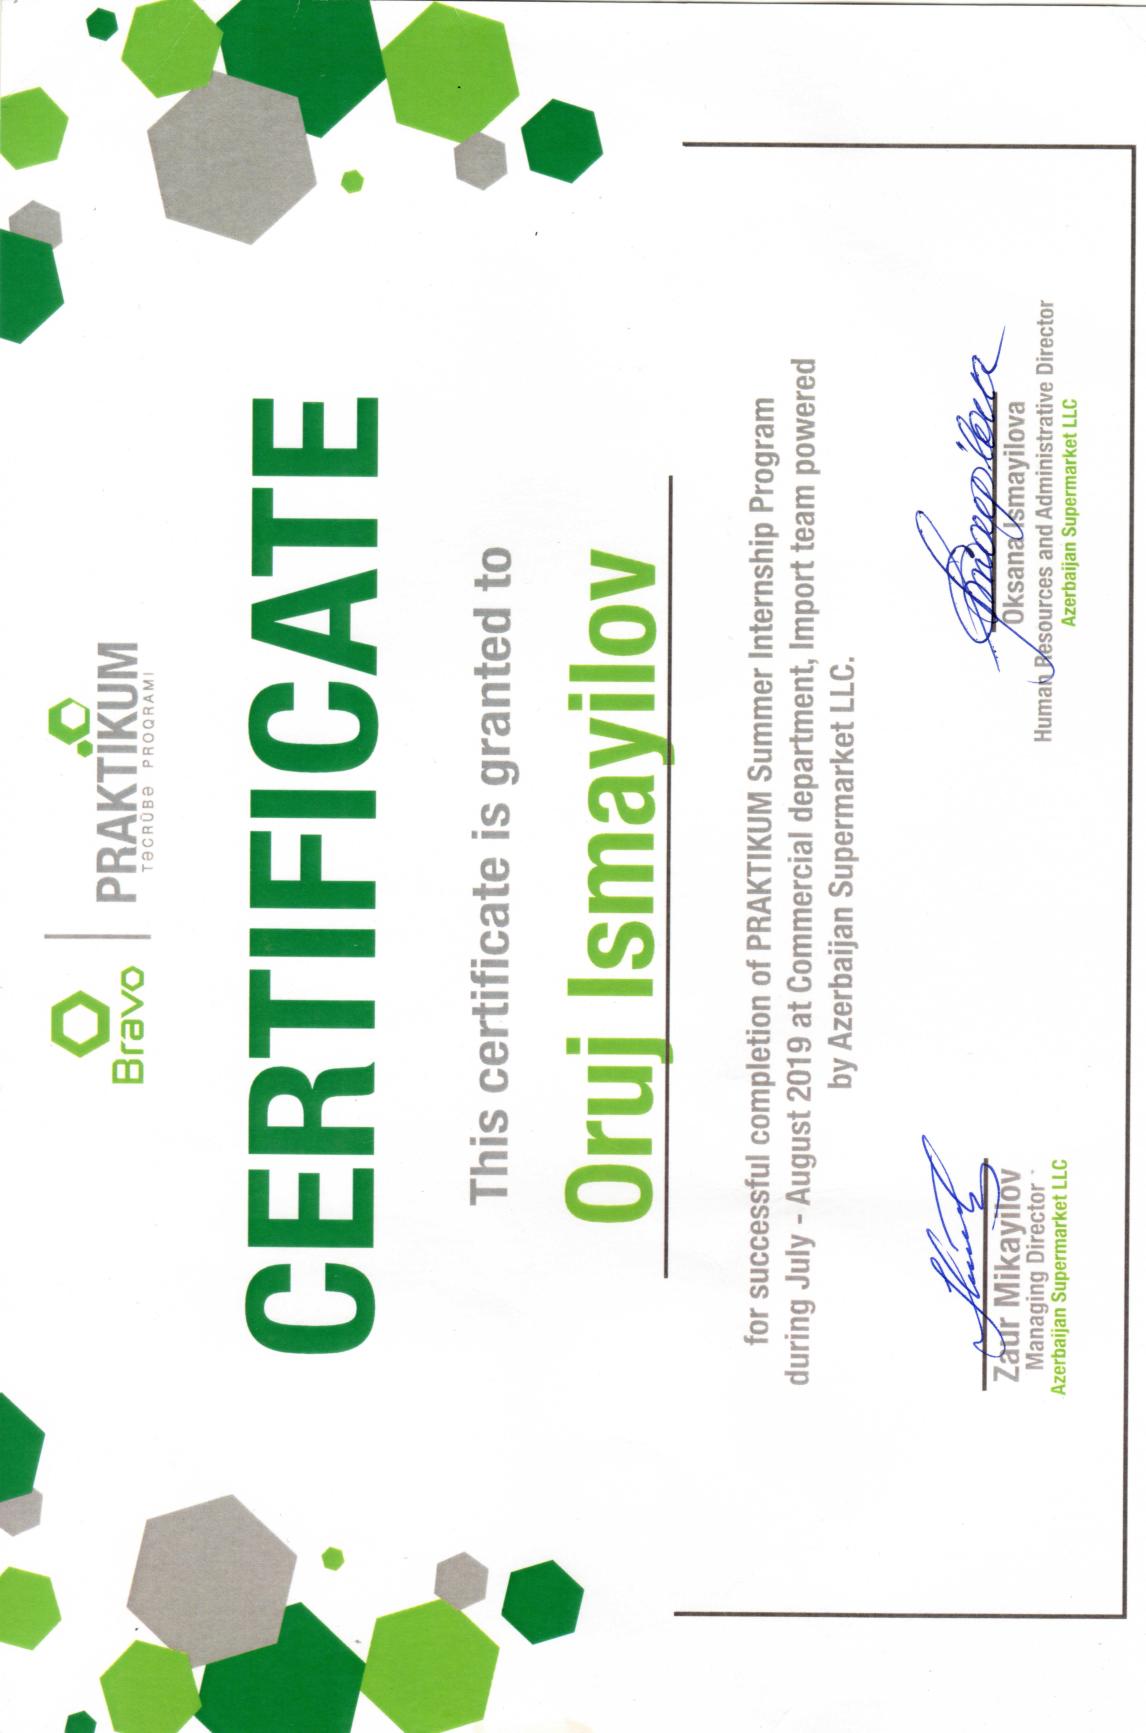 Bravo
PRAKTİKUM
TƏCRÜBƏ PROQRAMI
CERTIFICATE
This certificate is granted to
Oruj Ismayilov
for successful completion of PRAKTIKUM Summer Internship Program
during July - August 2019 at Commercial department, Import team powered
by Azerbaijan Supermarket LLC.
Zaur Mikayilov
Managing Director
Azerbaijan Supermarket LLC
Oksana Ismayilova
Human Resources and Administrative Director
Azerbaijan Supermarket LLC